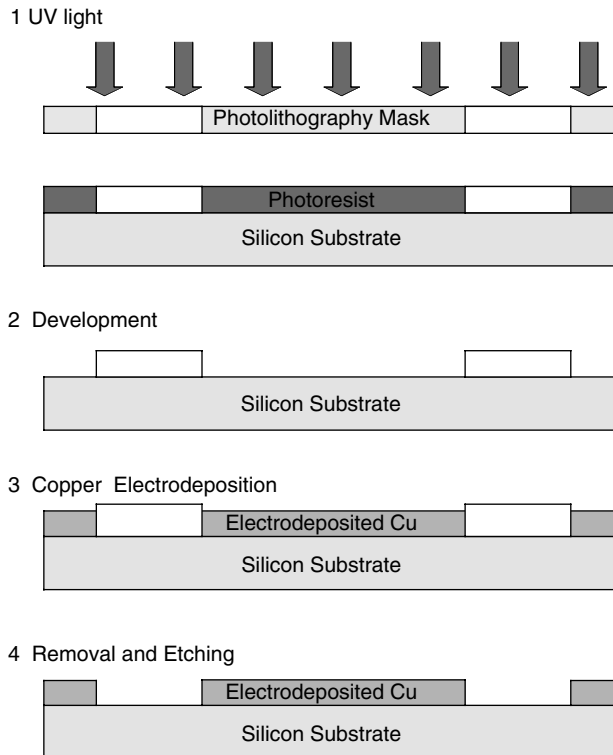 1 UV light
Photolithography Mask
Photoresist
Silicon Substrate
2 Development
Silicon Substrate
3 Copper Electrodeposition
Electrodeposited Cu
Silicon Substrate
4 Removal and Etching
Electrodeposited Cu
Silicon Substrate